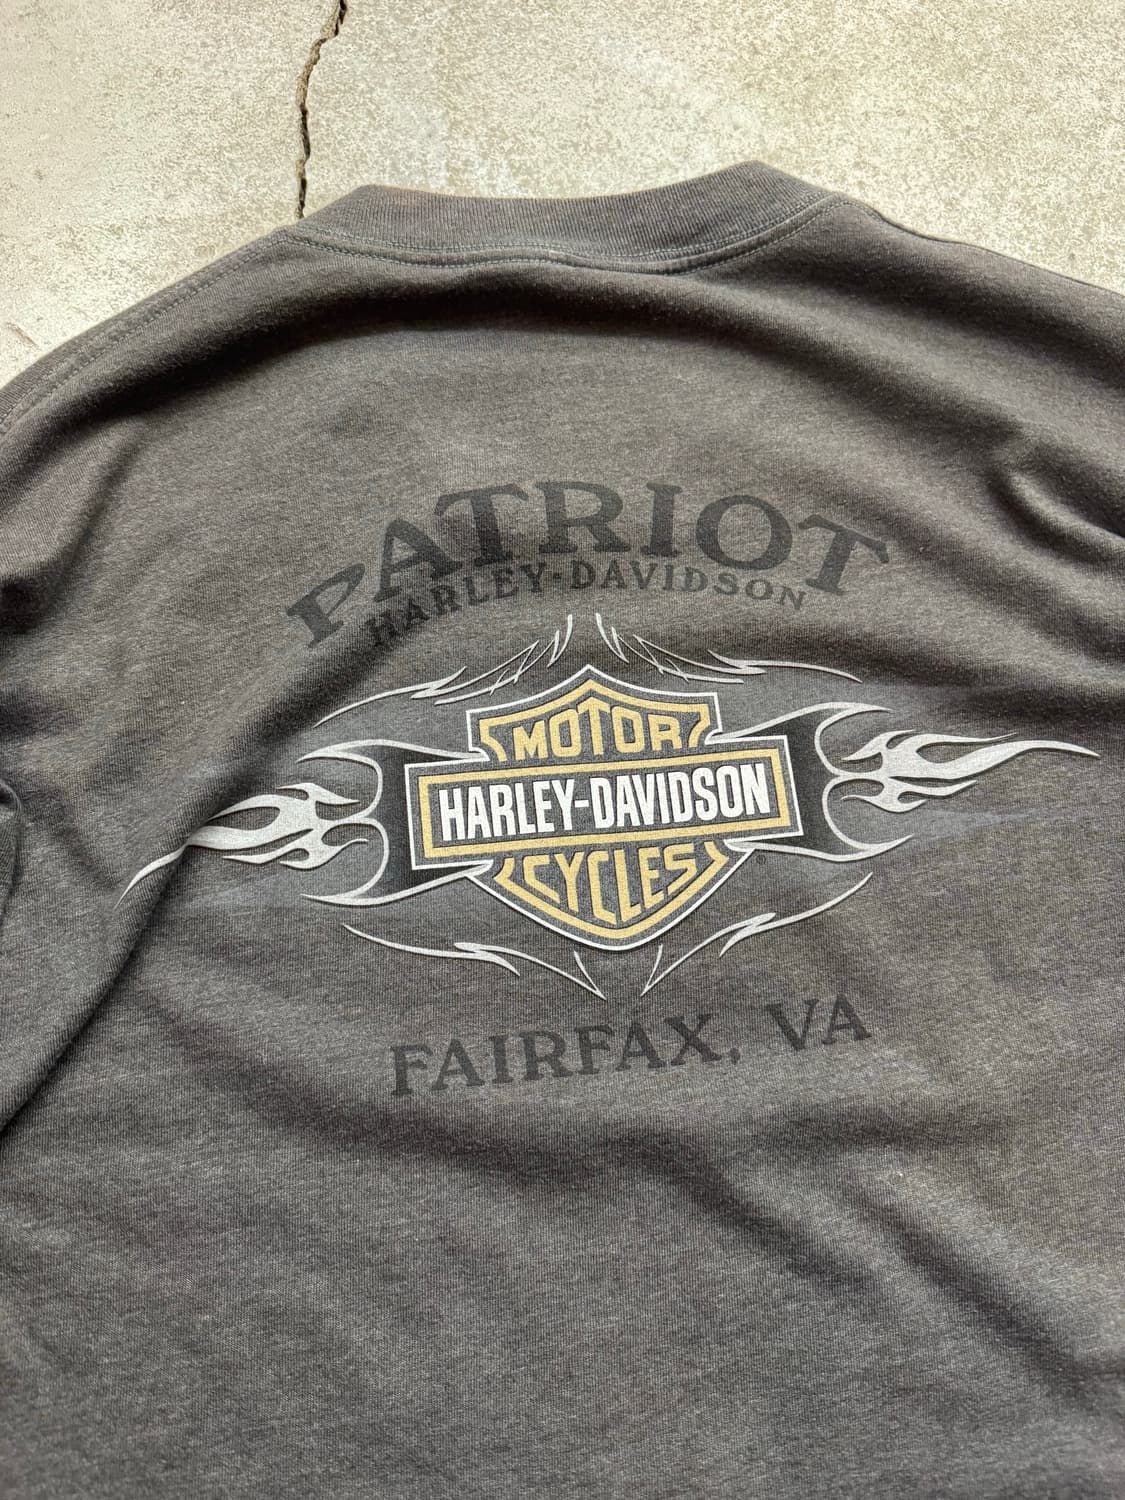 PATRIOT
HARLEY-DAVIDSON
MOTOR
HARLEY-DAVIDSON
CYCLES
®
FAIRFAX, VA